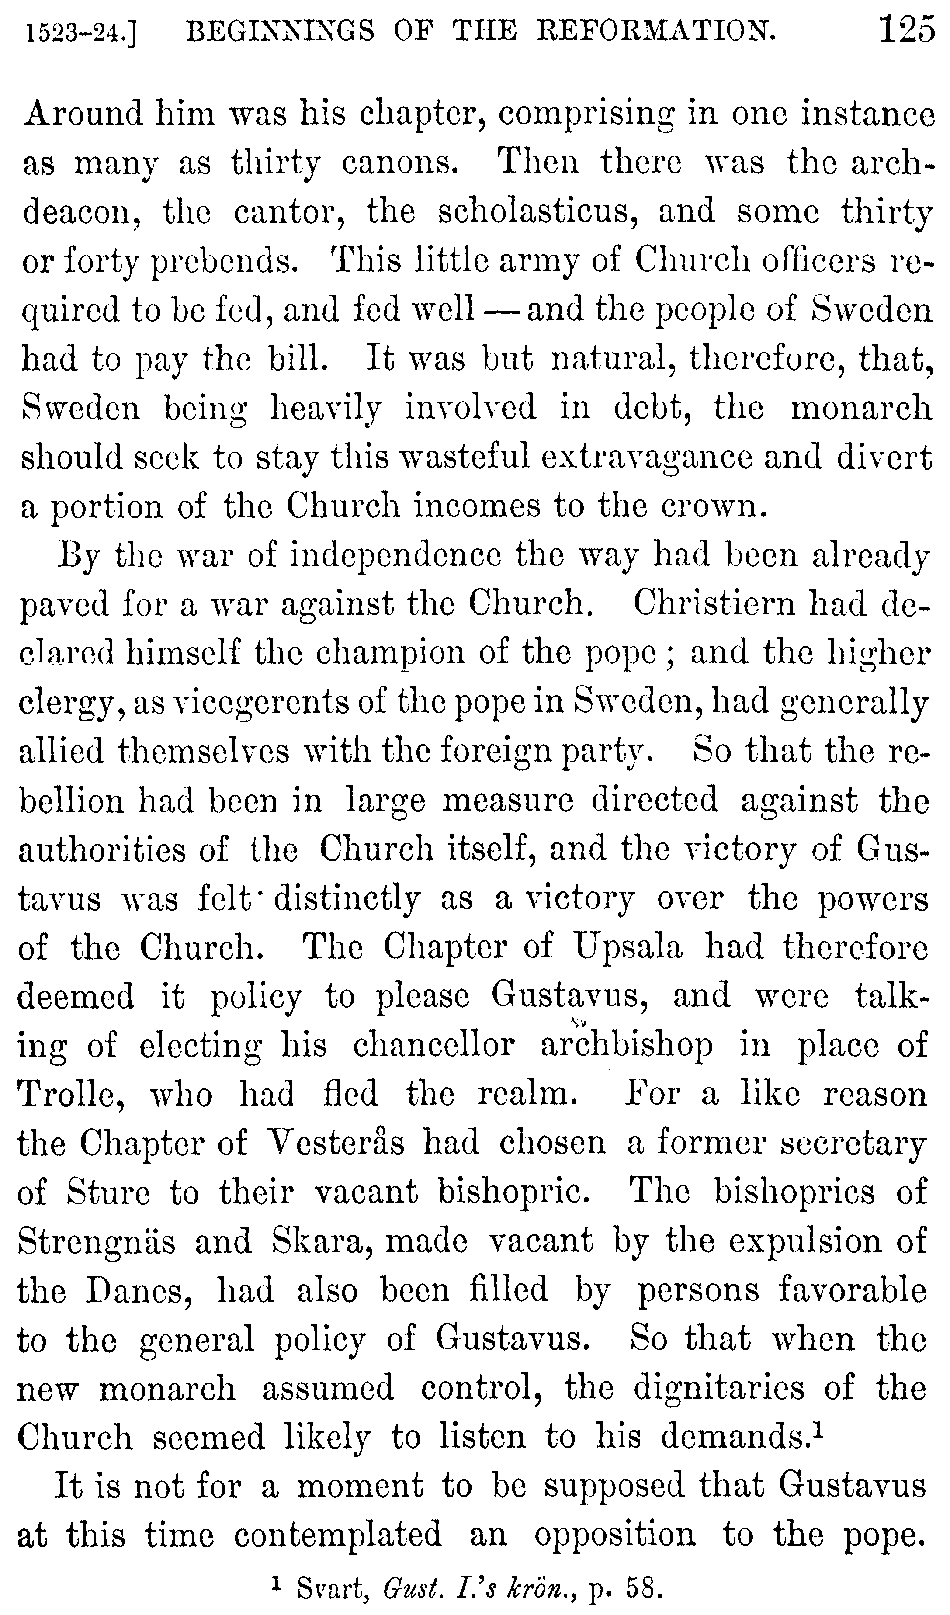 1523-24.] BEGINNINGS OF THE REFORMATION. 125
Around him was his chapter, comprising in one instance
as many as thirty canons. Then there was the arch-
deacon, the cantor, the scholasticus, and some thirty
or forty prebends. This little army of Church officers re-
quired to be fed, and fed well — and the people of Sweden
had to pay the bill. It was but natural, therefore, that,
Sweden being heavily involved in debt, the monarch
should seek to stay this wasteful extravagance and divert
a portion of the Church incomes to the crown.
By the war of independence the way had been already
paved for a war against the Church. Christiern had de-
clared himself the champion of the pope; and the higher
clergy, as vicegerents of the pope in Sweden, had generally
allied themselves with the foreign party. So that the re-
bellion had been in large measure directed against the
authorities of the Church itself, and the victory of Gus-
tavus was felt distinctly as a victory over the powers
of the Church. The Chapter of Upsala had therefore
deemed it policy to please Gustavus, and were talk-
ing of electing his chancellor archbishop in place of
Trolle, who had fled the realm. For a like reason
the Chapter of Vesterås had chosen a former secretary
of Sture to their vacant bishopric. The bishoprics of
Strengnäs and Skara, made vacant by the expulsion of
the Danes, had also been filled by persons favorable
to the general policy of Gustavus. So that when the
new monarch assumed control, the dignitaries of the
Church seemed likely to listen to his demands.¹
It is not for a moment to be supposed that Gustavus
at this time contemplated an opposition to the pope.
¹ Svart, Gust. I.'s krön., p. 58.